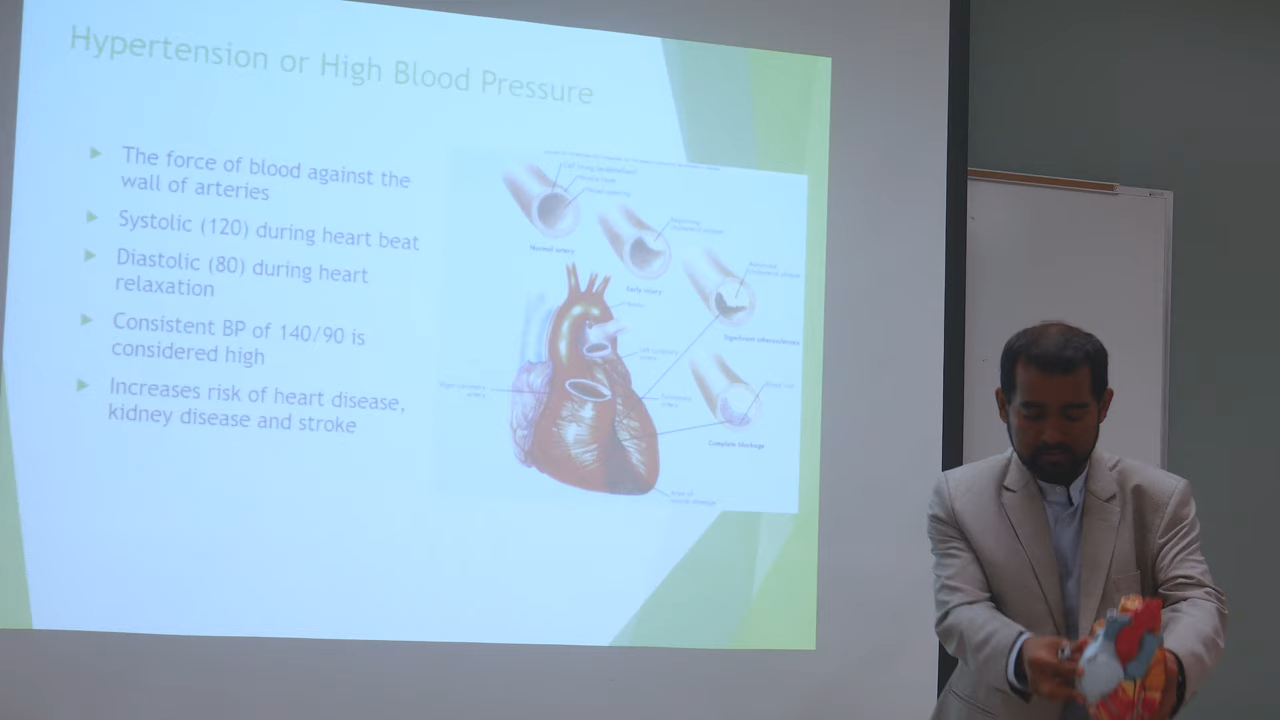 Hypertension or High Blood Pressure
The force of blood against the
wall of arteries
Systolic (120) during heart beat
Diastolic (80) during heart
relaxation
Consistent BP of 140/90 is
considered high
Increases risk of heart disease,
kidney disease and stroke
Normal artery
Early injury
Complete blockage